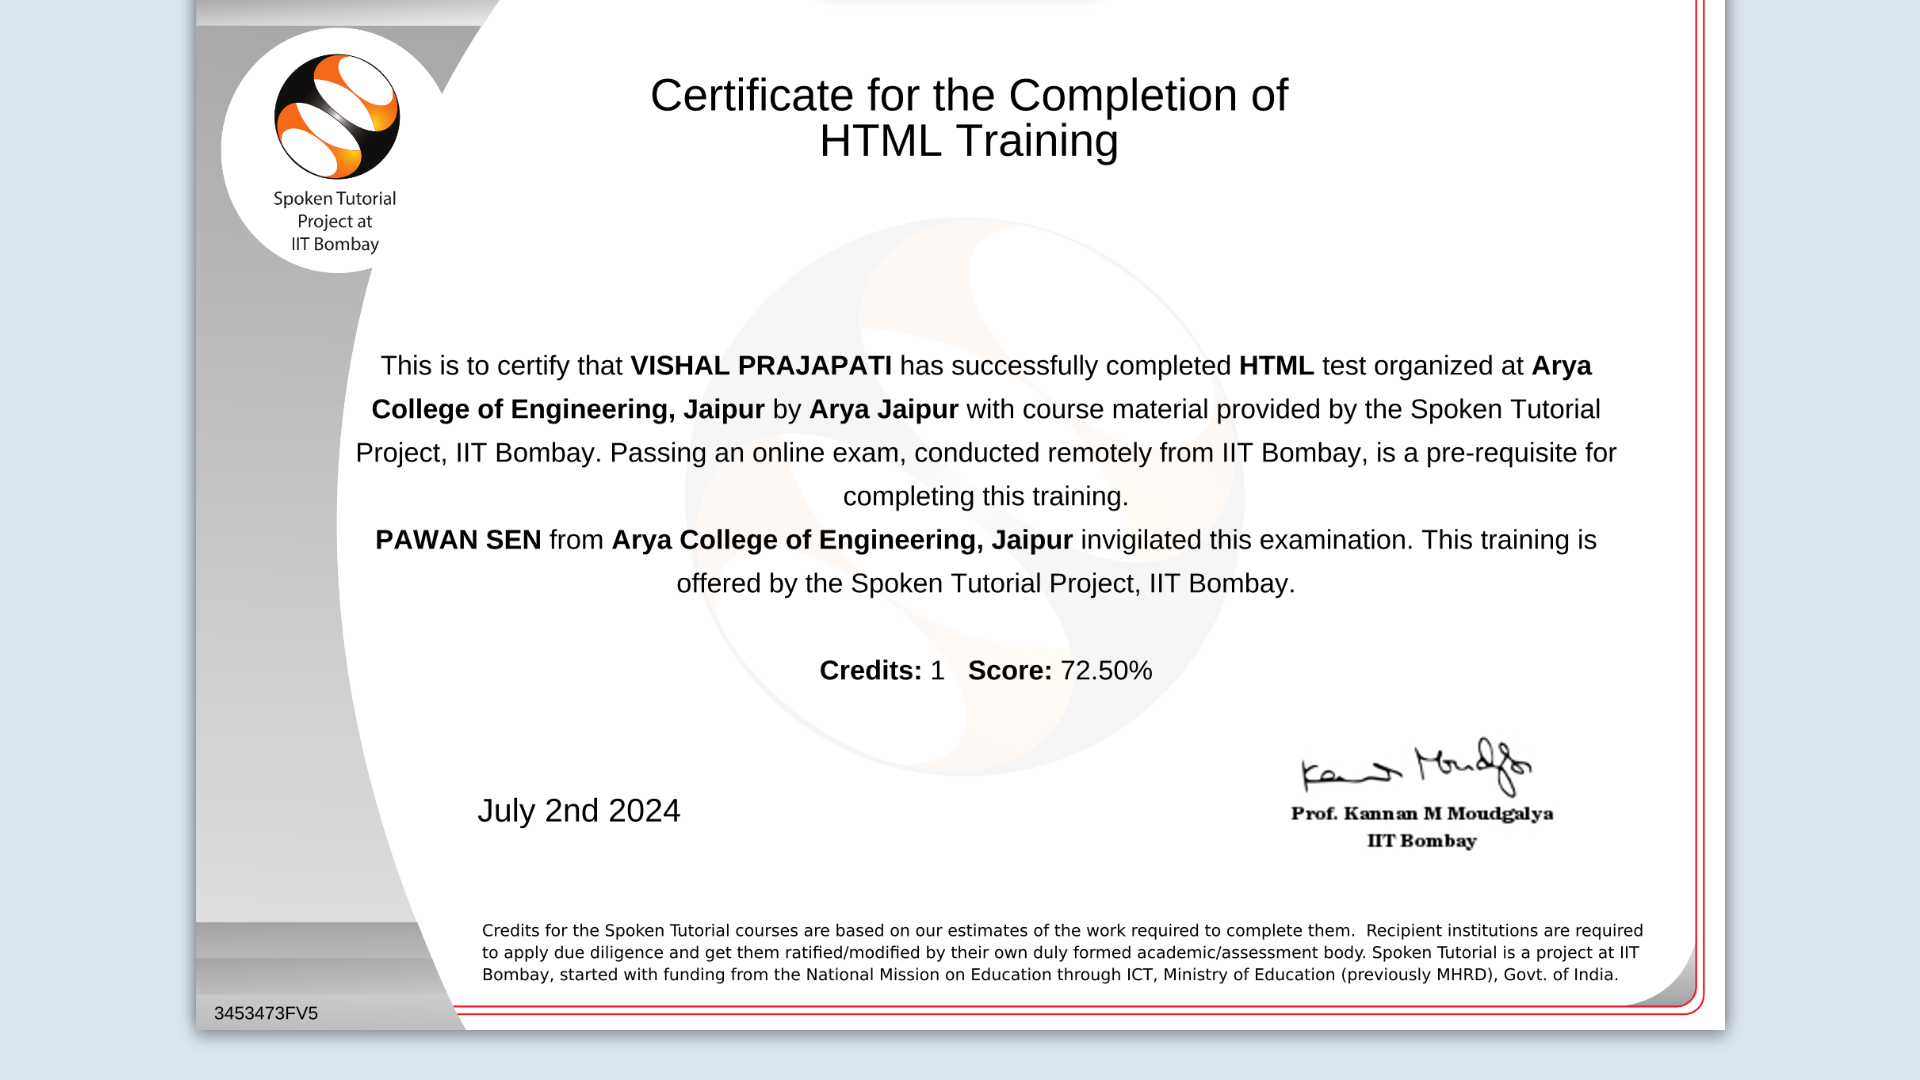 Spoken Tutorial
Project at
IIT Bombay
Certificate for the Completion of
HTML Training
This is to certify that VISHAL PRAJAPATI has successfully completed HTML test organized at Arya
College of Engineering, Jaipur by Arya Jaipur with course material provided by the Spoken Tutorial
Project, IIT Bombay. Passing an online exam, conducted remotely from IIT Bombay, is a pre-requisite for
completing this training.
PAWAN SEN from Arya College of Engineering, Jaipur invigilated this examination. This training is
offered by the Spoken Tutorial Project, IIT Bombay.
Credits: 1 Score: 72.50%
July 2nd 2024
Kannan Moudgalya
Prof. Kannan M Moudgalya
IIT Bombay
Credits for the Spoken Tutorial courses are based on our estimates of the work required to complete them. Recipient institutions are required
to apply due diligence and get them ratified/modified by their own duly formed academic/assessment body. Spoken Tutorial is a project at IIT
Bombay, started with funding from the National Mission on Education through ICT, Ministry of Education (previously MHRD), Govt. of India.
3453473FV5